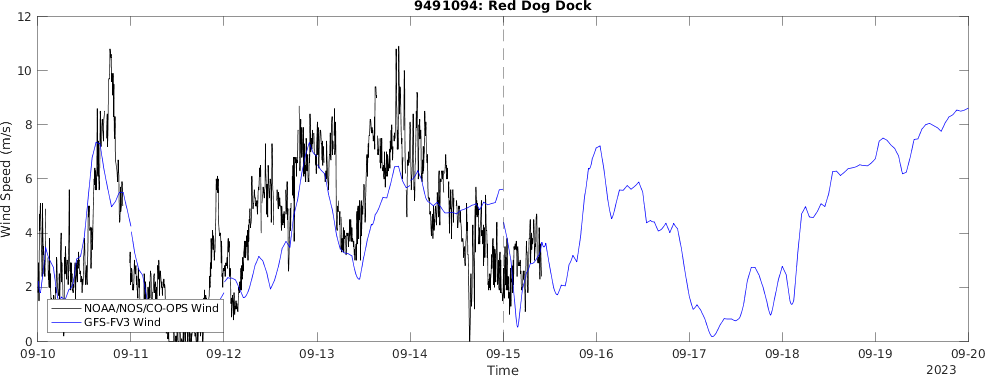 9491094: Red Dog Dock
Wind Speed (m/s)
12
10
8
6
4
2
0
NOAA/NOS/CO-OPS Wind
GFS-FV3 Wind
09-10 09-11 09-12 09-13 09-14 09-15 09-16 09-17 09-18 09-19 09-20
Time
2023